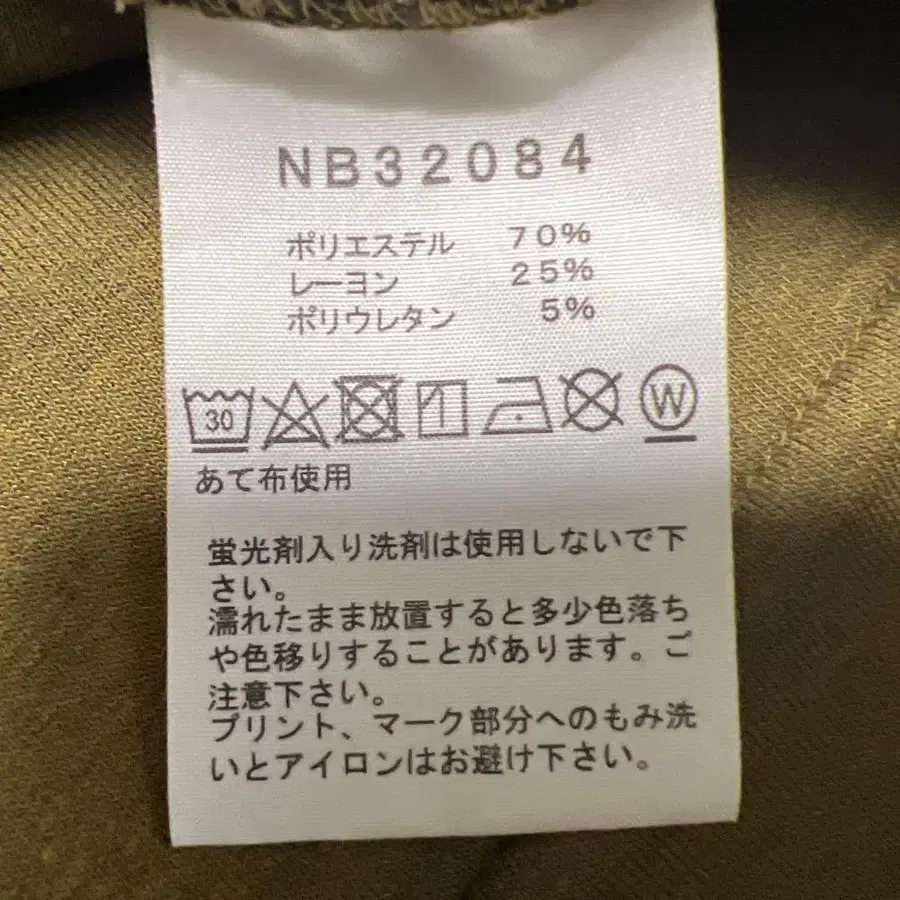 NB32084
ポリエステル 70%
レーヨン 25%
ポリウレタン 5%
30 W
あて布使用
蛍光剤入り洗剤は使用しないで下
さい。
濡れたまま放置すると多少色落ち
や色移りすることがあります。ご
注意下さい。
プリント、マーク部分へのもみ洗
いとアイロンはお避け下さい。